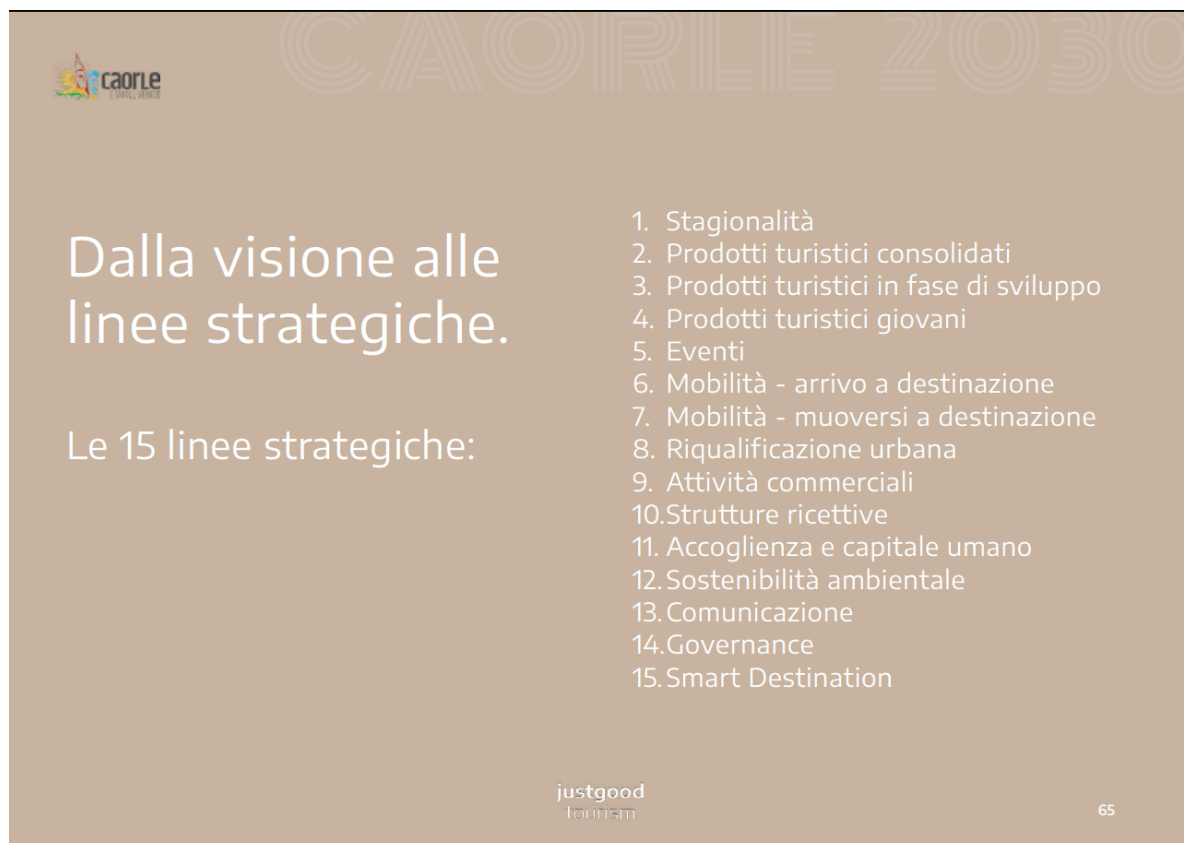 CAORLE 2030
caorle
Dalla visione alle
linee strategiche.
Le 15 linee strategiche:
1. Stagionalità
2. Prodotti turistici consolidati
3. Prodotti turistici in fase di sviluppo
4. Prodotti turistici giovani
5. Eventi
6. Mobilità - arrivo a destinazione
7. Mobilità - muoversi a destinazione
8. Riqualificazione urbana
9. Attività commerciali
10.Strutture ricettive
11. Accoglienza e capitale umano
12.Sostenibilità ambientale
13.Comunicazione
14.Governance
15.Smart Destination
justgood
tourism
65